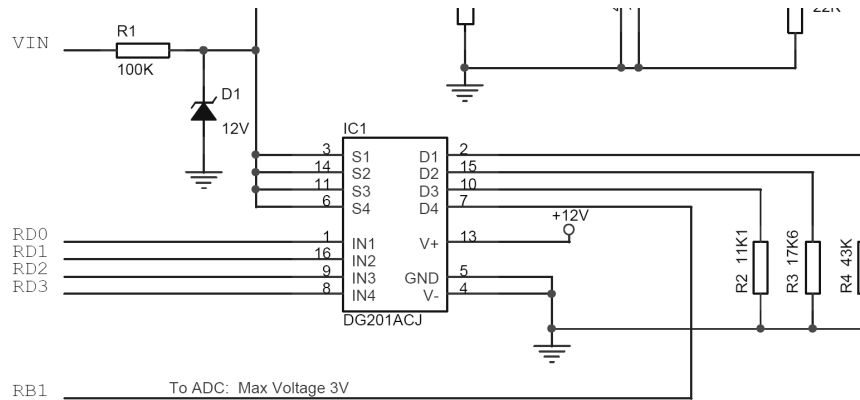 22K
VIN
R1
100K
D1
12V
IC1
3 S1 D1 2
14 S2 D2 15
11 S3 D3 10
6 S4 D4 7
+12V
RD0 1 IN1 V+ 13
RD1 16 IN2
RD2 9 IN3 GND 5
RD3 8 IN4 V- 4
DG201ACJ
R2 11K1
R3 17K6
R4 43K
RB1
To ADC: Max Voltage 3V